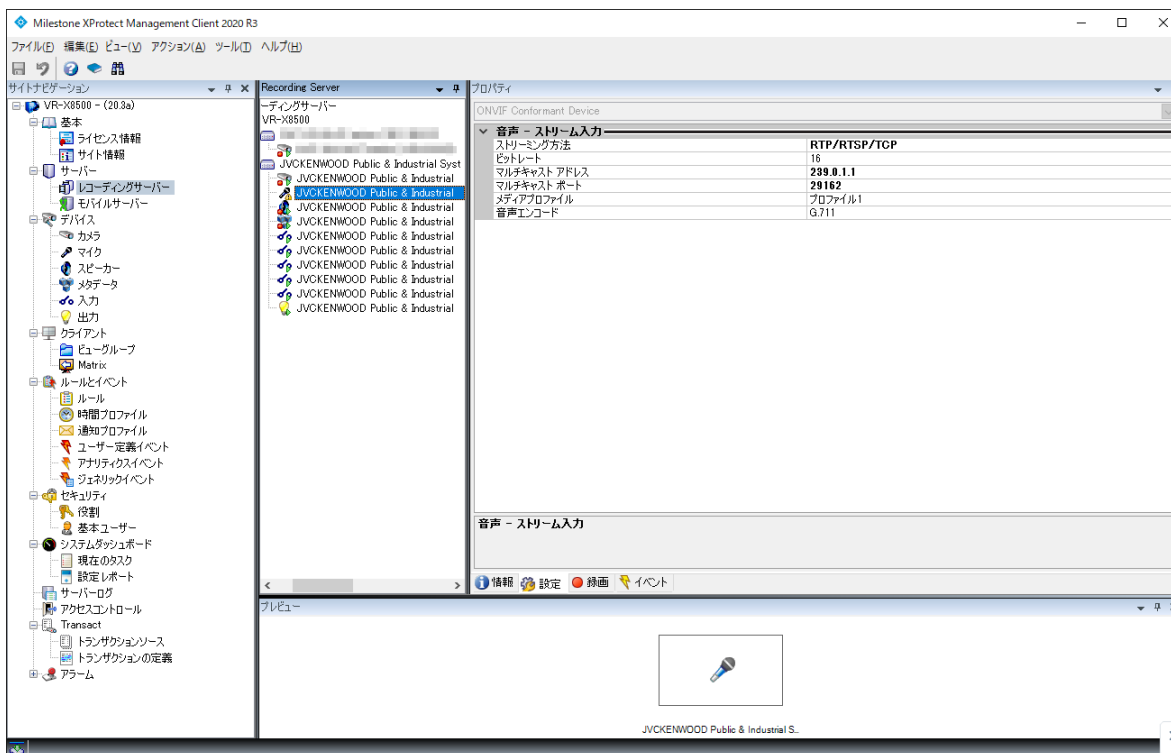 Milestone XProtect Management Client 2020 R3
ファイル(F) 編集(E) ビュー(V) アクション(A) ツール(T) ヘルプ(H)
サイトナビゲーション
VR-X8500 - (20.3a)
基本
ライセンス情報
サイト情報
サーバー
レコーディングサーバー
モバイルサーバー
デバイス
カメラ
マイク
スピーカー
メタデータ
入力
出力
クライアント
ビューグループ
Matrix
ルールとイベント
ルール
時間プロファイル
通知プロファイル
ユーザー定義イベント
アナリティクスイベント
ジェネリックイベント
セキュリティ
役割
基本ユーザー
システムダッシュボード
現在のタスク
設定レポート
サーバーログ
アクセスコントロール
Transact
トランザクションソース
トランザクションの定義
アラーム
Recording Server
ーディングサーバー
VR-X8500
JVCKENWOOD Public & Industrial Syst
JVCKENWOOD Public & Industrial
JVCKENWOOD Public & Industrial
JVCKENWOOD Public & Industrial
JVCKENWOOD Public & Industrial
JVCKENWOOD Public & Industrial
JVCKENWOOD Public & Industrial
JVCKENWOOD Public & Industrial
JVCKENWOOD Public & Industrial
JVCKENWOOD Public & Industrial
JVCKENWOOD Public & Industrial
プロパティ
ONVIF Conformant Device
音声 - ストリーム入力
ストリーミング方法 RTP/RTSP/TCP
ビットレート 16
マルチキャスト アドレス 239.0.1.1
マルチキャスト ポート 29162
メディアプロファイル プロファイル1
音声エンコード G.711
音声 - ストリーム入力
情報 設定 録画 イベント
プレビュー
JVCKENWOOD Public & Industrial S...